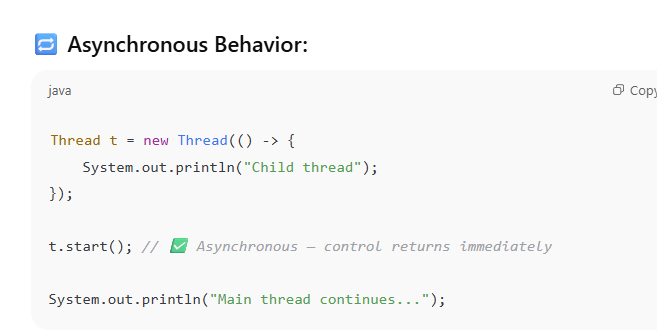 🔁 Asynchronous Behavior:
java
Copy
Thread t = new Thread(() -> {
    System.out.println("Child thread");
});
t.start(); // ✅ Asynchronous — control returns immediately
System.out.println("Main thread continues...");